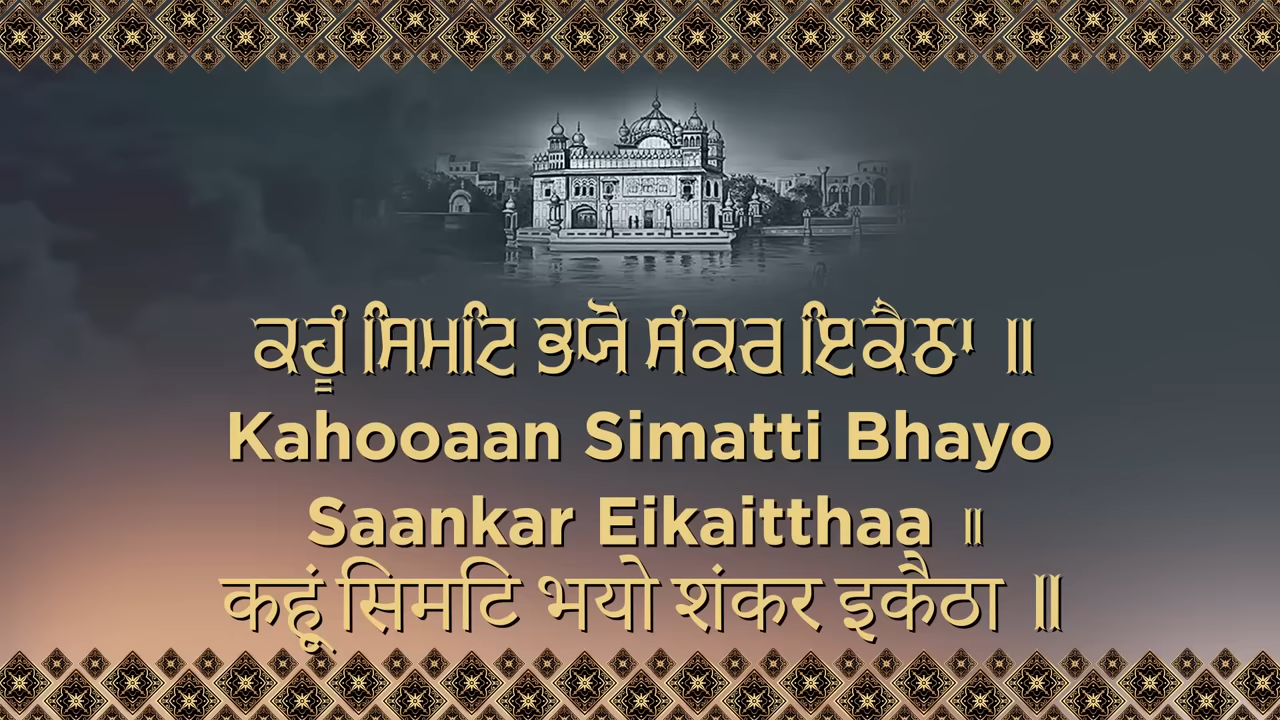 ਕਹੂੰ ਸਿਮਟਿ ਭਯੋ ਸੰਕਰ ਇਕੈਠਾ ॥
Kahooaan Simatti Bhayo
Saankar Eikaitthaa ॥
कहूं सिमटि भयो शंकर इकैठा ॥